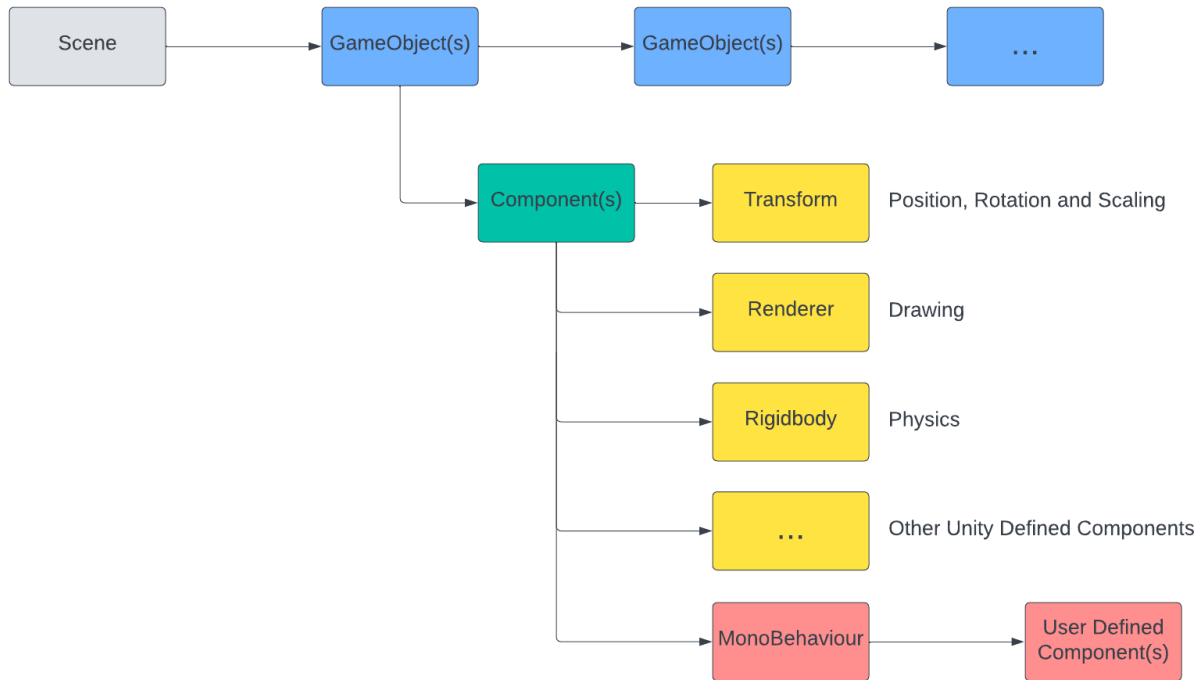 Scene
GameObject(s)
GameObject(s)
...
Component(s)
Transform
Position, Rotation and Scaling
Renderer
Drawing
Rigidbody
Physics
...
Other Unity Defined Components
MonoBehaviour
User Defined
Component(s)